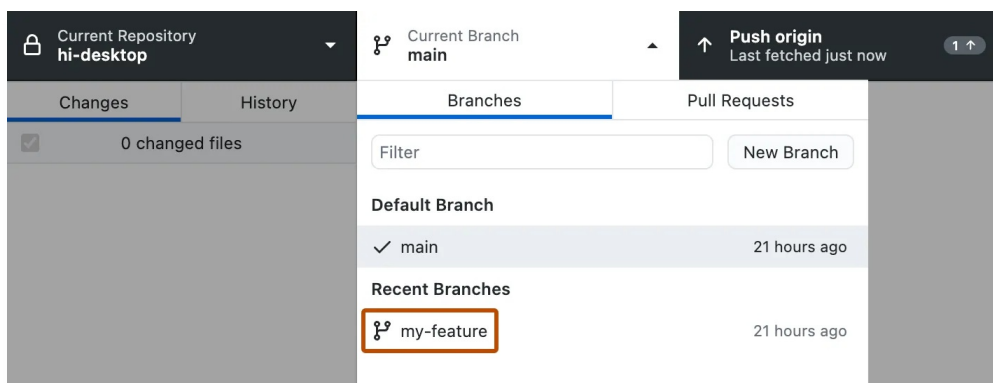 Current Repository
hi-desktop
Current Branch
main
Push origin
Last fetched just now
1
Changes
History
Branches
Pull Requests
0 changed files
Filter
New Branch
Default Branch
main
21 hours ago
Recent Branches
my-feature
21 hours ago